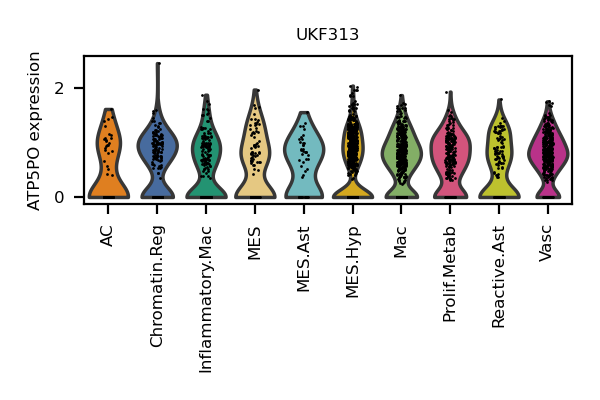 UKF313
ATP5PO expression
2
0
AC
Chromatin.Reg
Inflammatory.Mac
MES
MES.Ast
MES.Hyp
Mac
Prolif.Metab
Reactive.Ast
Vasc